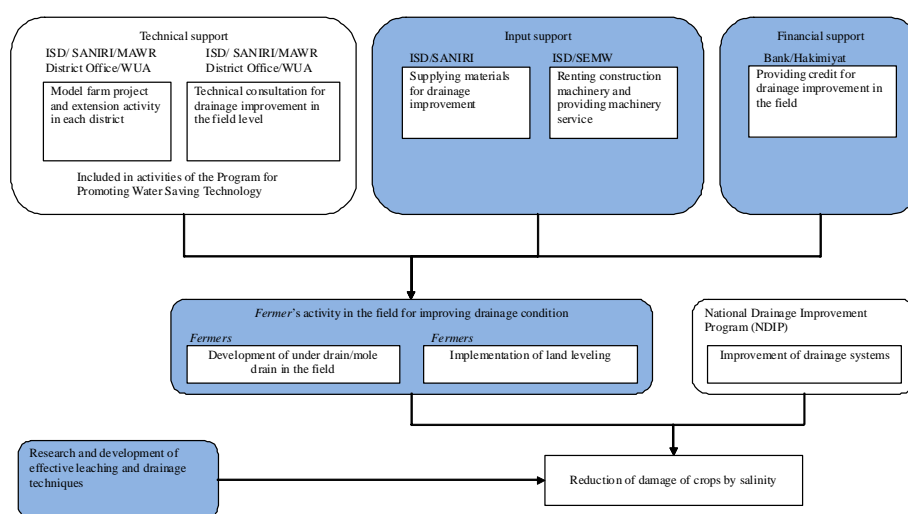 Technical support
ISD/ SANIRI/MAWR
District Office/WUA
Model farm project
and extension activity
in each district
ISD/ SANIRI/MAWR
District Office/WUA
Technical consultation for
drainage improvement in
the field level
Included in activities of the Program for
Promoting Water Saving Technology
Input support
ISD/SANIRI
Supplying materials
for drainage
improvement
ISD/SEMW
Renting construction
machinery and
providing machinery
service
Financial support
Bank/Hakimiyat
Providing credit for
drainage improvement in
the field
Fermer's activity in the field for improving drainage condition
Fermers
Development of under drain/mole
drain in the field
Fermers
Implementation of land leveling
National Drainage Improvement
Program (NDIP)
Improvement of drainage systems
Research and development of
effective leaching and drainage
techniques
Reduction of damage of crops by salinity